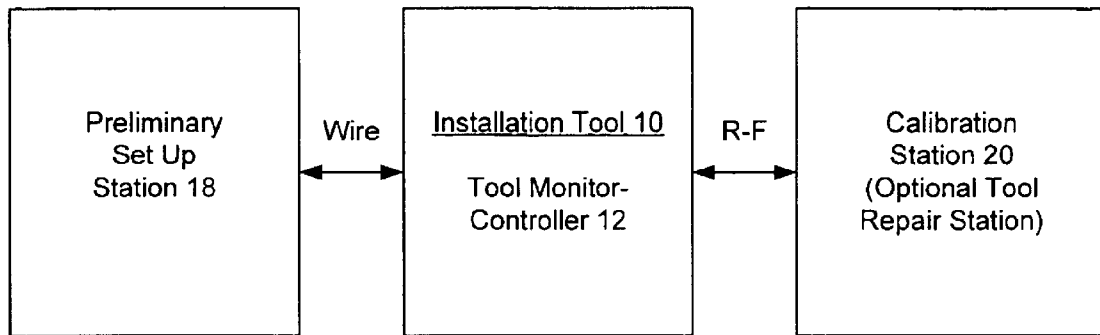 Preliminary
Set Up
Station 18
Wire
Installation Tool 10
Tool Monitor-
Controller 12
R-F
Calibration
Station 20
(Optional Tool
Repair Station)